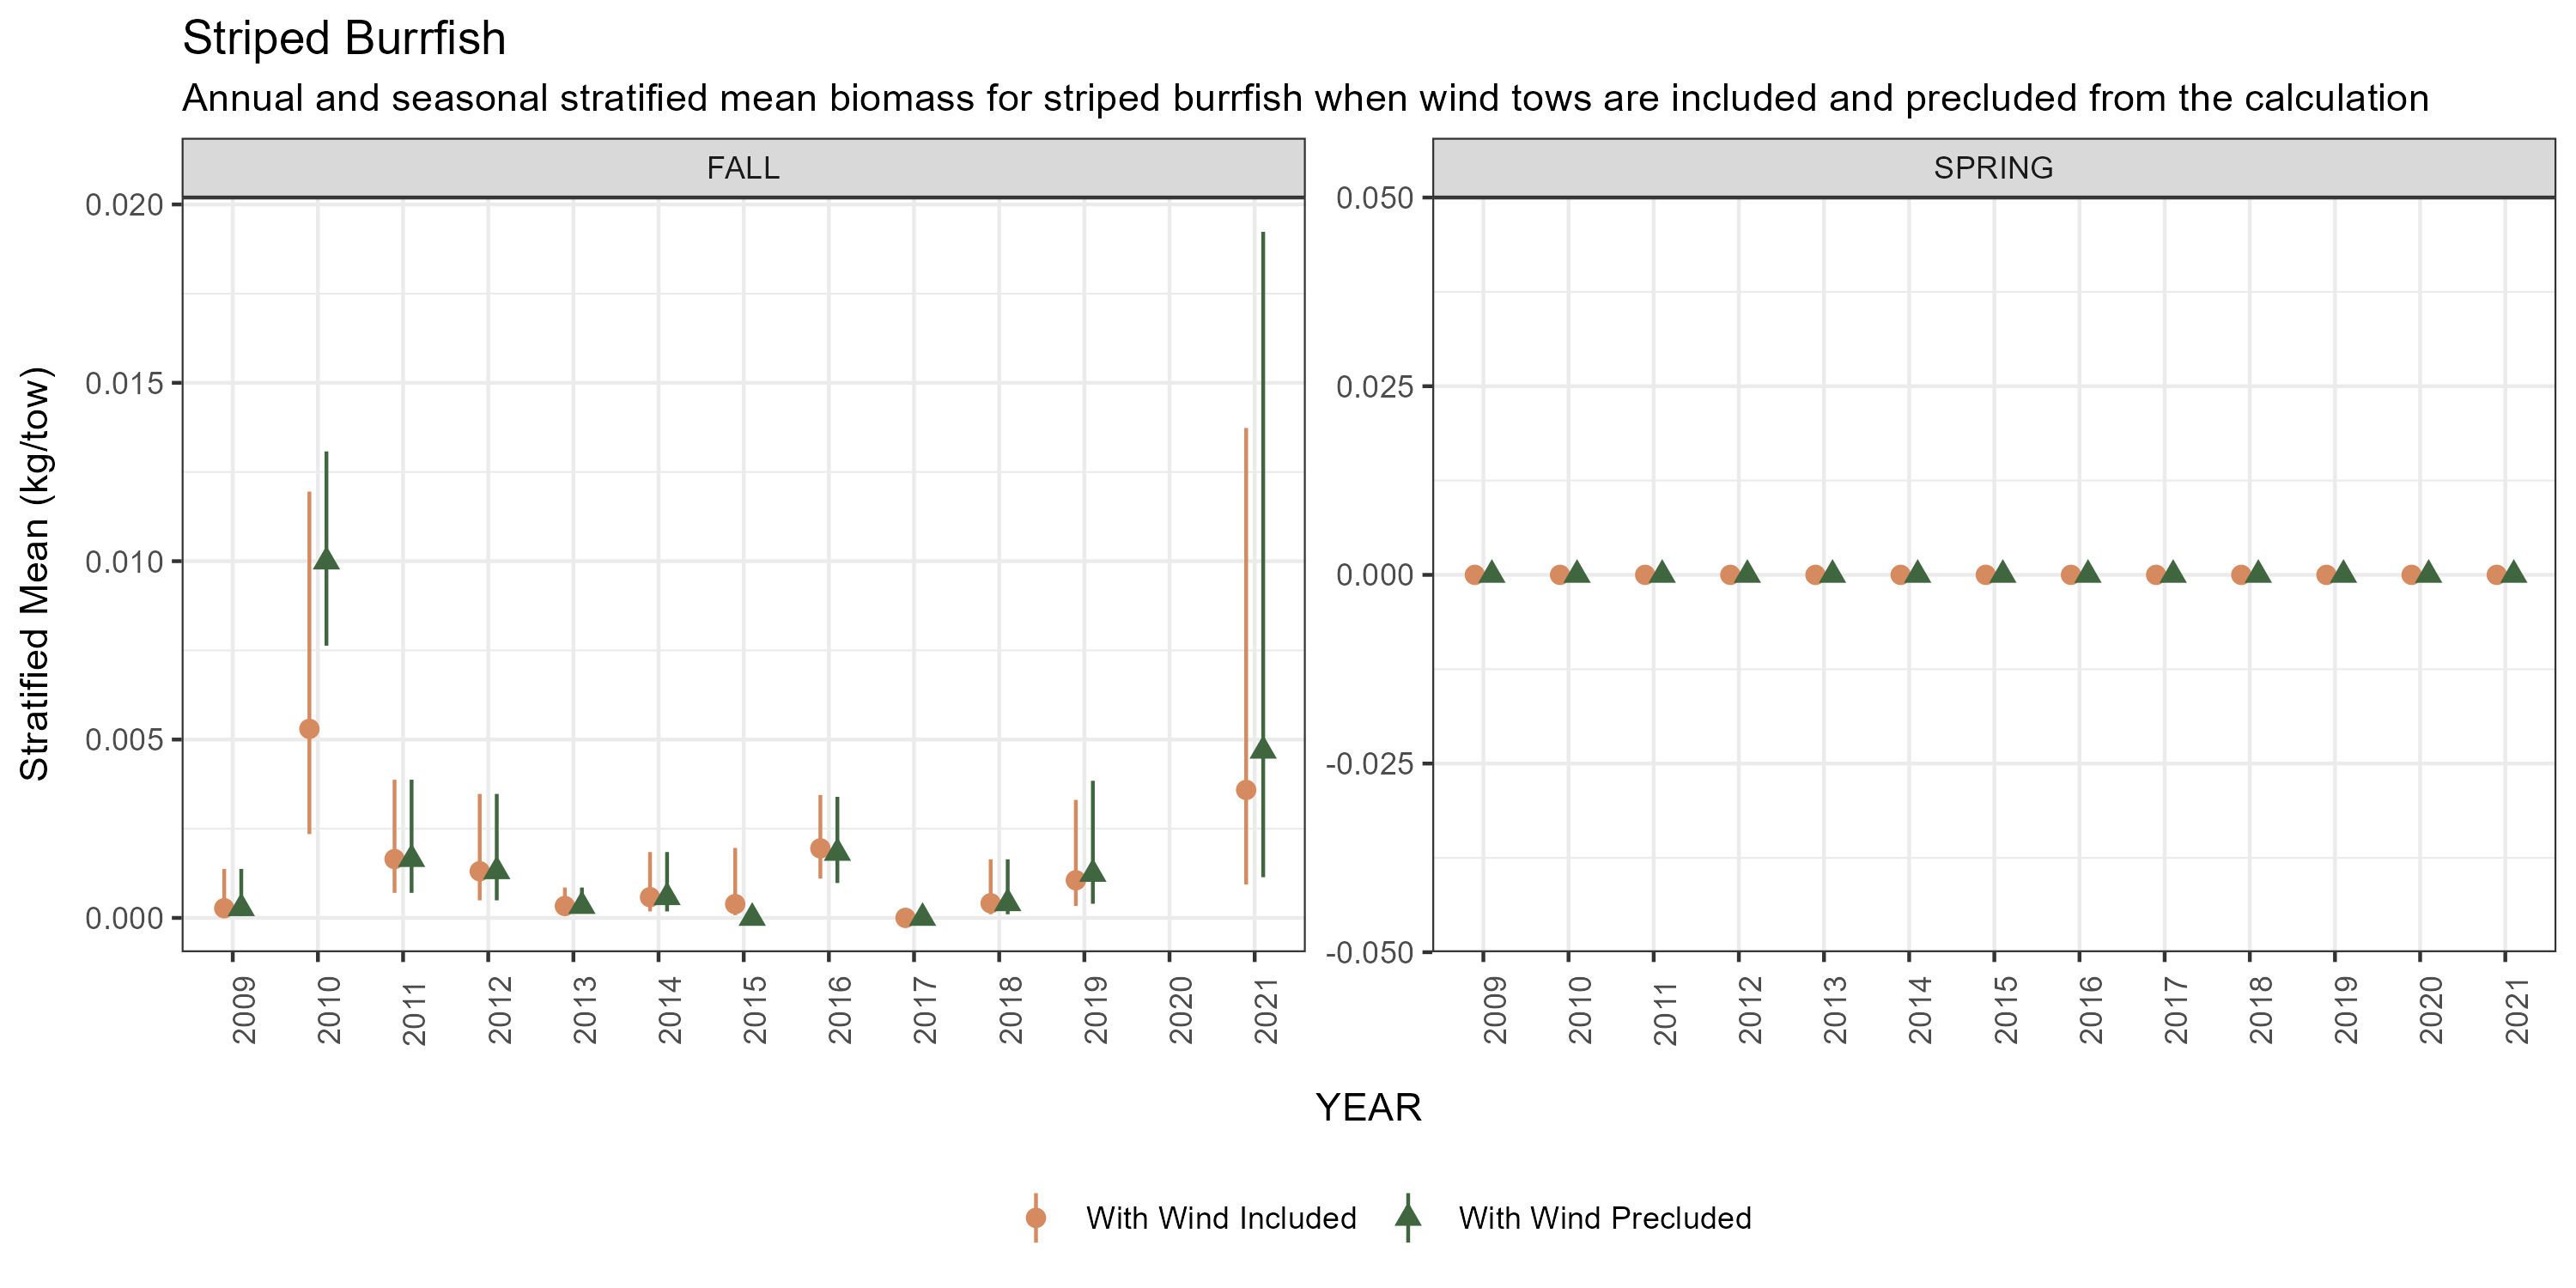 Striped Burrfish
Annual and seasonal stratified mean biomass for striped burrfish when wind tows are included and precluded from the calculation
FALL
SPRING
Stratified Mean (kg/tow)
0.020
0.015
0.010
0.005
0.000
0.050
0.025
0.000
-0.025
-0.050
2009 2010 2011 2012 2013 2014 2015 2016 2017 2018 2019 2020 2021
2009 2010 2011 2012 2013 2014 2015 2016 2017 2018 2019 2020 2021
YEAR
With Wind Included
With Wind Precluded